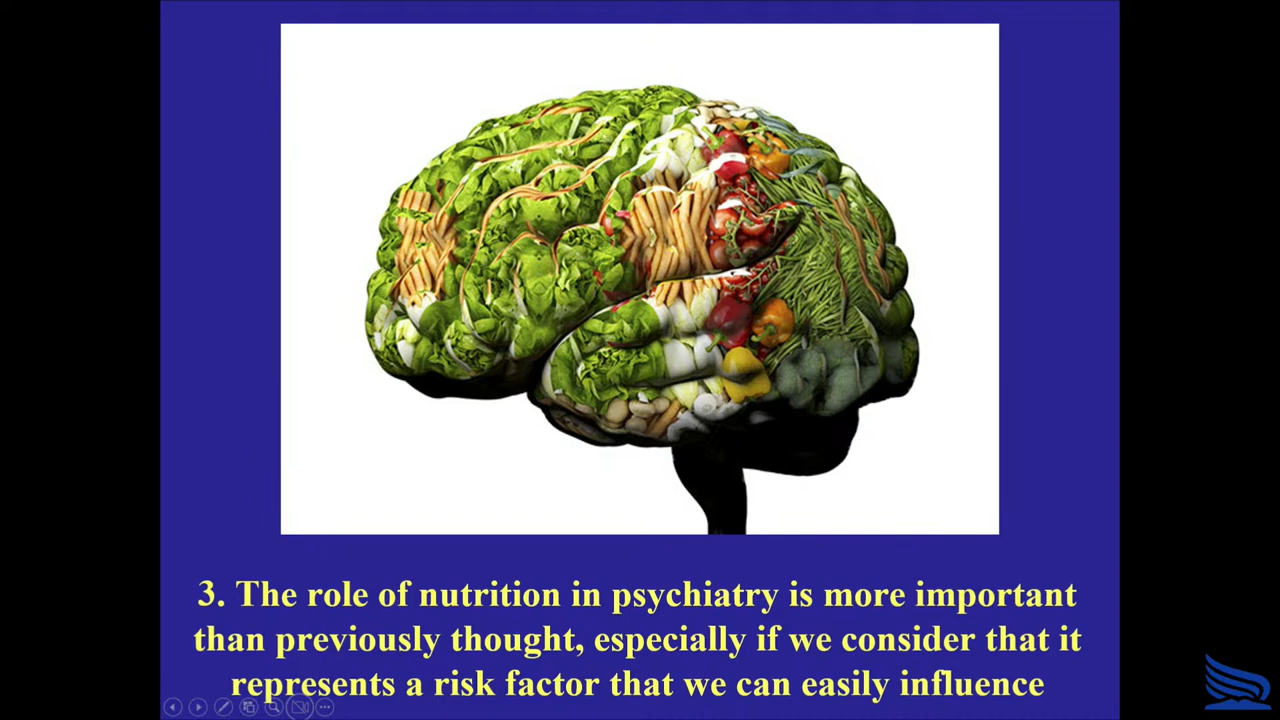 3. The role of nutrition in psychiatry is more important
than previously thought, especially if we consider that it
represents a risk factor that we can easily influence